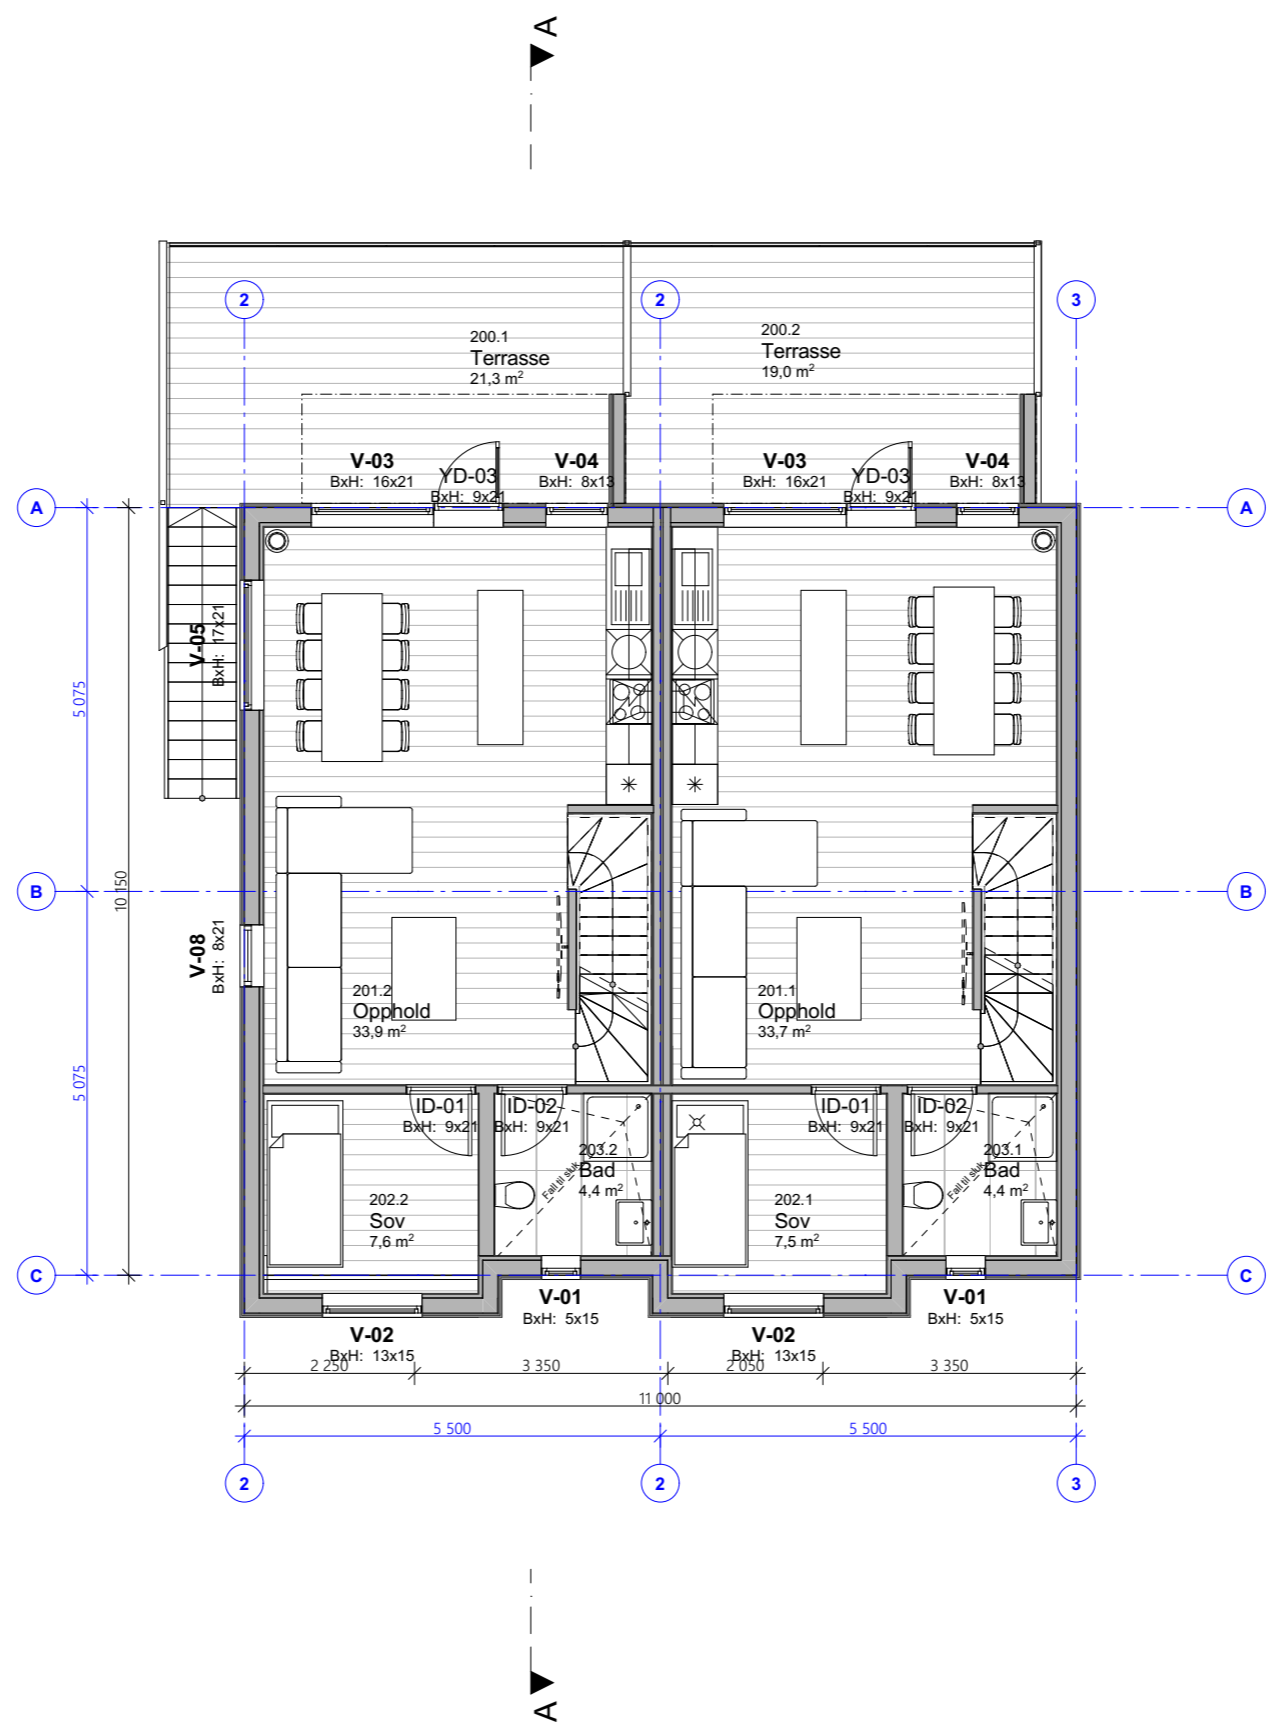 A
2
2
3
200.1
Terrasse
21,3 m²
200.2
Terrasse
19,0 m²
V-03
BxH: 16x21
YD-03
BxH: 9x21
V-04
BxH: 8x13
V-03
BxH: 16x21
YD-03
BxH: 9x21
V-04
BxH: 8x13
A
A
V-05
BxH: 17x21
5 075
10 150
B
B
V-08
BxH: 8x21
201.2
Opphold
33,9 m²
201.1
Opphold
33,7 m²
5 075
ID-01
BxH: 9x21
ID-02
BxH: 9x21
ID-01
BxH: 9x21
ID-02
BxH: 9x21
203.2
Bad
4,4 m²
Fall til sluk
203.1
Bad
4,4 m²
Fall til sluk
202.2
Sov
7,6 m²
202.1
Sov
7,5 m²
C
C
V-01
BxH: 5x15
V-01
BxH: 5x15
V-02
BxH: 13x15
V-02
BxH: 13x15
2 250
3 350
2 050
3 350
11 000
5 500
5 500
2
2
3
A